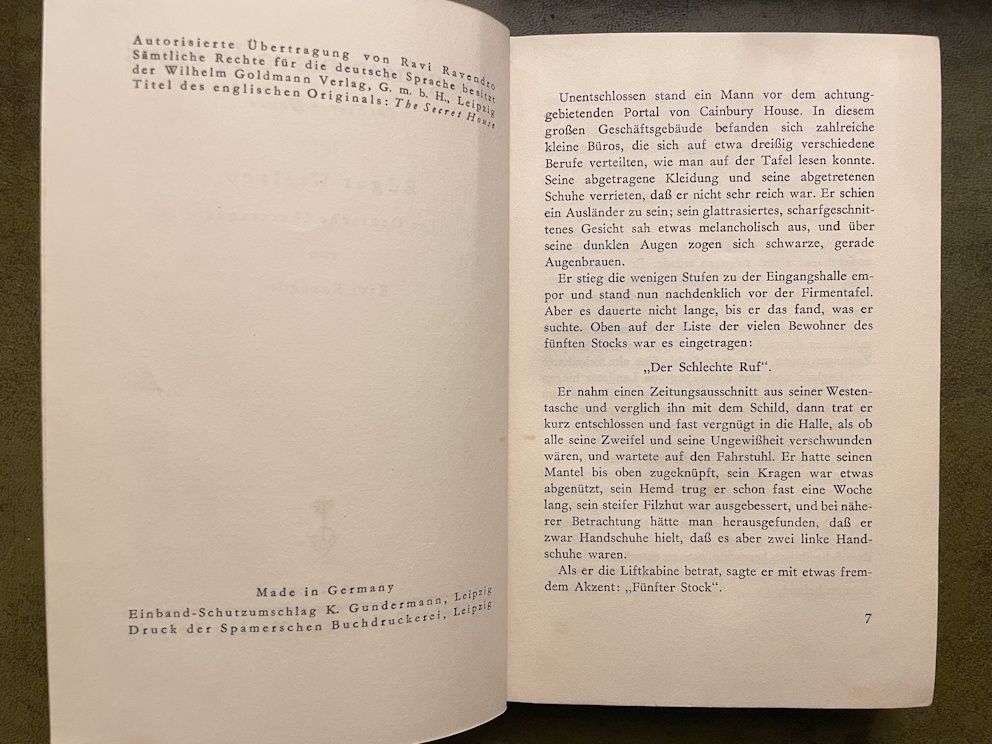 Autorisierte Übertragung von Ravi Ravendro
Sämtliche Rechte für die deutsche Sprache besitzt
der Wilhelm Goldmann Verlag, G. m. b. H., Leipzig
Titel des englischen Originals: The Secret House
Made in Germany
Einband-Schutzumschlag K. Gundermann, Leipzig
Druck der Spamerschen Buchdruckerei, Leipzig
Unentschlossen stand ein Mann vor dem achtung-
gebietenden Portal von Cainbury House. In diesem
großen Geschäftsgebäude befanden sich zahlreiche
kleine Büros, die sich auf etwa dreißig verschiedene
Berufe verteilten, wie man auf der Tafel lesen konnte.
Seine abgetragene Kleidung und seine abgetretenen
Schuhe verrieten, daß er nicht sehr reich war. Er schien
ein Ausländer zu sein; sein glattrasiertes, scharfgeschnit-
tenes Gesicht sah etwas melancholisch aus, und über
seine dunklen Augen zogen sich schwarze, gerade
Augenbrauen.
Er stieg die wenigen Stufen zu der Eingangshalle em-
por und stand nun nachdenklich vor der Firmentafel.
Aber es dauerte nicht lange, bis er das fand, was er
suchte. Oben auf der Liste der vielen Bewohner des
fünften Stocks war es eingetragen:
„Der Schlechte Ruf“.
Er nahm einen Zeitungsausschnitt aus seiner Westen-
tasche und verglich ihn mit dem Schild, dann trat er
kurz entschlossen und fast vergnügt in die Halle, als ob
alle seine Zweifel und seine Ungewißheit verschwunden
wären, und wartete auf den Fahrstuhl. Er hatte seinen
Mantel bis oben zugeknöpft, sein Kragen war etwas
abgenützt, sein Hemd trug er schon fast eine Woche
lang, sein steifer Filzhut war ausgebessert, und bei nähe-
rer Betrachtung hätte man herausgefunden, daß er
zwar Handschuhe hielt, daß es aber zwei linke Hand-
schuhe waren.
Als er die Liftkabine betrat, sagte er mit etwas frem-
dem Akzent: „Fünfter Stock“.
7